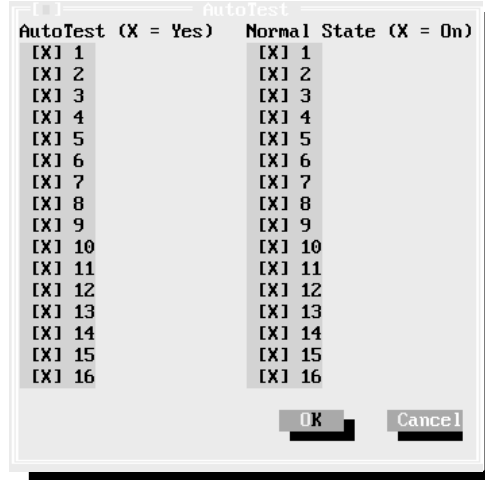 AutoTest
AutoTest (X = Yes) Normal State (X = On)
[X] 1 [X] 1
[X] 2 [X] 2
[X] 3 [X] 3
[X] 4 [X] 4
[X] 5 [X] 5
[X] 6 [X] 6
[X] 7 [X] 7
[X] 8 [X] 8
[X] 9 [X] 9
[X] 10 [X] 10
[X] 11 [X] 11
[X] 12 [X] 12
[X] 13 [X] 13
[X] 14 [X] 14
[X] 15 [X] 15
[X] 16 [X] 16
OK Cancel